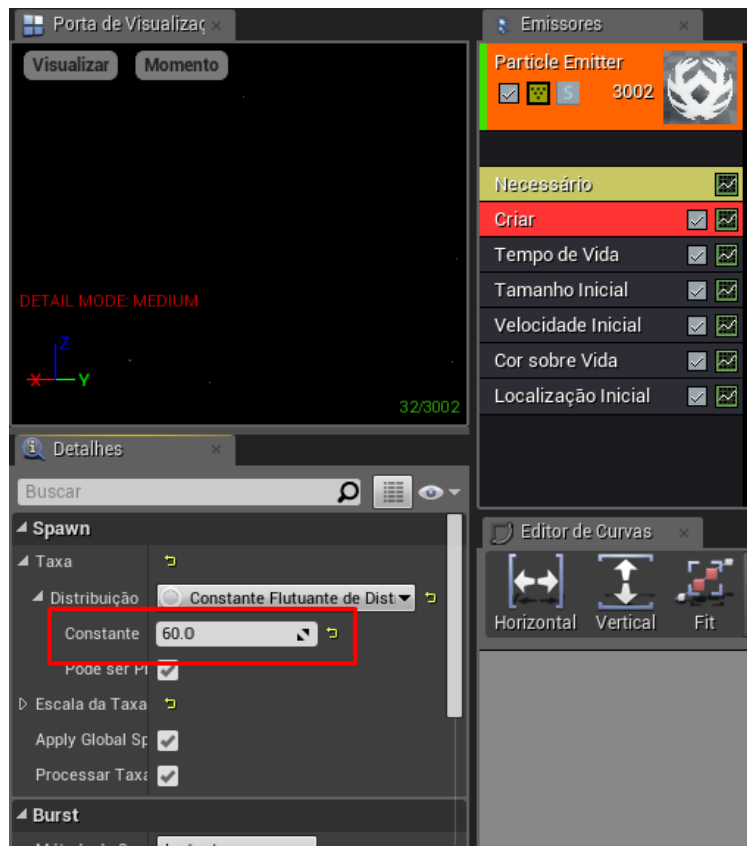 Porta de Visualizaç
Visualizar
Momento
DETAIL MODE: MEDIUM
Z
X
Y
32/3002
Emissores
Particle Emitter
S
3002
Necessário
Criar
Tempo de Vida
Tamanho Inicial
Velocidade Inicial
Cor sobre Vida
Localização Inicial
Detalhes
Buscar
Spawn
Taxa
Distribuição
Constante Flutuante de Dist
Constante
60.0
Pode ser
Escala da Taxa
Apply Global Sp
Processar Taxa
Burst
Editor de Curvas
Horizontal
Vertical
Fit